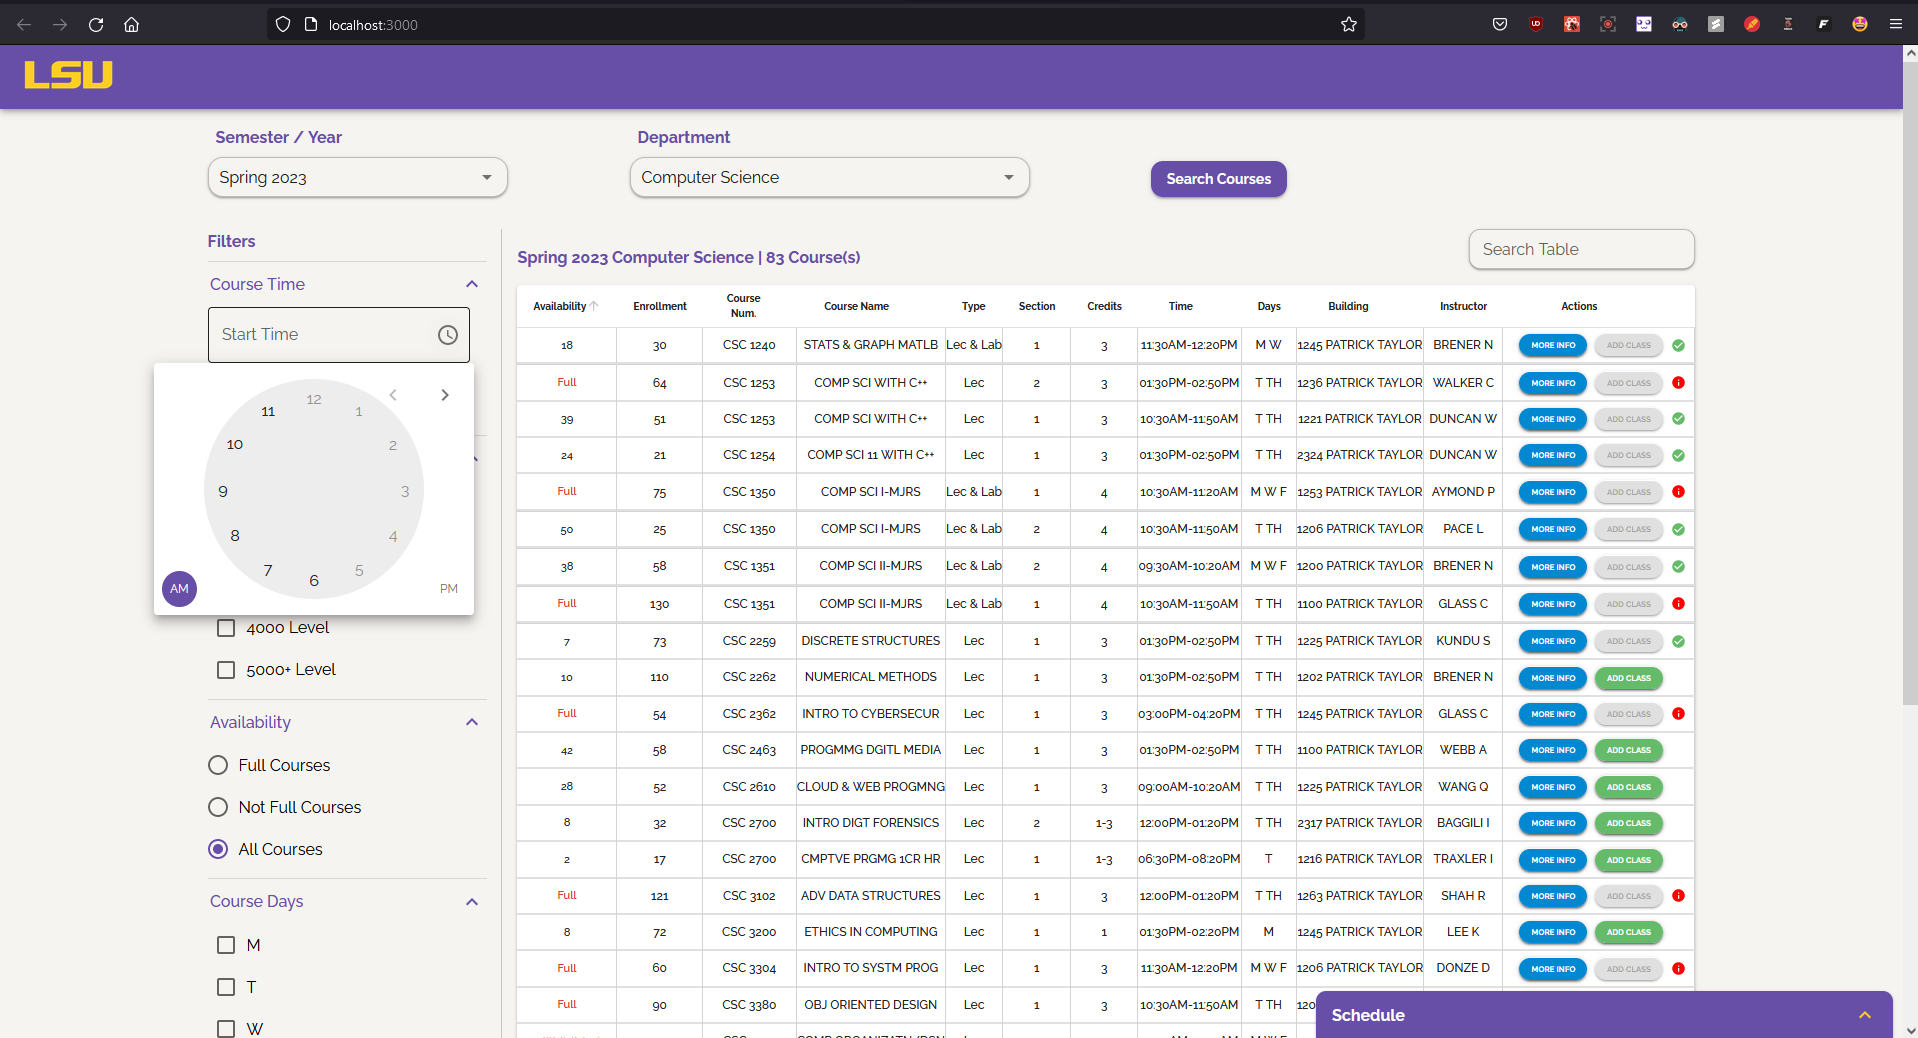 localhost:3000
LSU
Semester / Year
Department
Spring 2023
Computer Science
Search Courses
Filters
Course Time
Start Time
12
11
1
10
2
9
3
8
4
7
5
6
AM
PM
4000 Level
5000+ Level
Availability
Full Courses
Not Full Courses
All Courses
Course Days
M
T
W
Spring 2023 Computer Science | 83 Course(s)
Search Table
Availability Enrollment Course Num. Course Name Type Section Credits Time Days Building Instructor Actions
18 30 CSC 1240 STATS & GRAPH MATLB Lec & Lab 1 3 11:30AM-12:20PM M W 1245 PATRICK TAYLOR BRENER N MORE INFO ADD CLASS
Full 64 CSC 1253 COMP SCI WITH C++ Lec 2 3 01:30PM-02:50PM T TH 1236 PATRICK TAYLOR WALKER C MORE INFO ADD CLASS
39 51 CSC 1253 COMP SCI WITH C++ Lec 1 3 10:30AM-11:50AM T TH 1221 PATRICK TAYLOR DUNCAN W MORE INFO ADD CLASS
24 21 CSC 1254 COMP SCI 11 WITH C++ Lec 1 3 01:30PM-02:50PM T TH 2324 PATRICK TAYLOR DUNCAN W MORE INFO ADD CLASS
Full 75 CSC 1350 COMP SCI I-MJRS Lec & Lab 1 4 10:30AM-11:20AM M W F 1253 PATRICK TAYLOR AYMOND P MORE INFO ADD CLASS
50 25 CSC 1350 COMP SCI I-MJRS Lec & Lab 2 4 10:30AM-11:50AM T TH 1206 PATRICK TAYLOR PACE L MORE INFO ADD CLASS
38 58 CSC 1351 COMP SCI II-MJRS Lec & Lab 2 4 09:30AM-10:20AM M W F 1200 PATRICK TAYLOR BRENER N MORE INFO ADD CLASS
Full 130 CSC 1351 COMP SCI II-MJRS Lec & Lab 1 4 10:30AM-11:50AM T TH 1100 PATRICK TAYLOR GLASS C MORE INFO ADD CLASS
7 73 CSC 2259 DISCRETE STRUCTURES Lec 1 3 01:30PM-02:50PM T TH 1225 PATRICK TAYLOR KUNDU S MORE INFO ADD CLASS
10 110 CSC 2262 NUMERICAL METHODS Lec 1 3 01:30PM-02:50PM T TH 1202 PATRICK TAYLOR BRENER N MORE INFO ADD CLASS
Full 54 CSC 2362 INTRO TO CYBERSECUR Lec 1 3 03:00PM-04:20PM T TH 1245 PATRICK TAYLOR GLASS C MORE INFO ADD CLASS
42 58 CSC 2463 PROGMMG DGITL MEDIA Lec 1 3 01:30PM-02:50PM T TH 1100 PATRICK TAYLOR WEBB A MORE INFO ADD CLASS
28 52 CSC 2610 CLOUD & WEB PROGMNG Lec 1 3 09:00AM-10:20AM T TH 1225 PATRICK TAYLOR WANG Q MORE INFO ADD CLASS
8 32 CSC 2700 INTRO DIGT FORENSICS Lec 2 1-3 12:00PM-01:20PM T TH 2317 PATRICK TAYLOR BAGGILI I MORE INFO ADD CLASS
2 17 CSC 2700 CMPTVE PRGMG 1CR HR Lec 1 1-3 06:30PM-08:20PM T 1216 PATRICK TAYLOR TRAXLER I MORE INFO ADD CLASS
Full 121 CSC 3102 ADV DATA STRUCTURES Lec 1 3 12:00PM-01:20PM T TH 1263 PATRICK TAYLOR SHAH R MORE INFO ADD CLASS
8 72 CSC 3200 ETHICS IN COMPUTING Lec 1 1 01:30PM-02:20PM M 1245 PATRICK TAYLOR LEE K MORE INFO ADD CLASS
Full 60 CSC 3304 INTRO TO SYSTM PROG Lec 1 3 11:30AM-12:20PM M W F 1206 PATRICK TAYLOR DONZE D MORE INFO ADD CLASS
Full 90 CSC 3380 OBJ ORIENTED DESIGN Lec 1 3 10:30AM-11:50AM T TH 120
Schedule